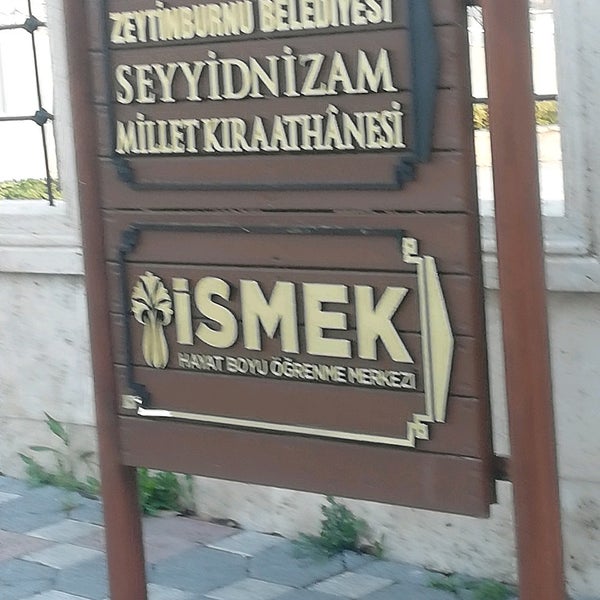 ZEYTİNBURNU BELEDİYESİ
SEYYİDNİZAM
MİLLET KIRAATHÂNESİ
İSMEK
HAYAT BOYU ÖĞRENME MERKEZİ